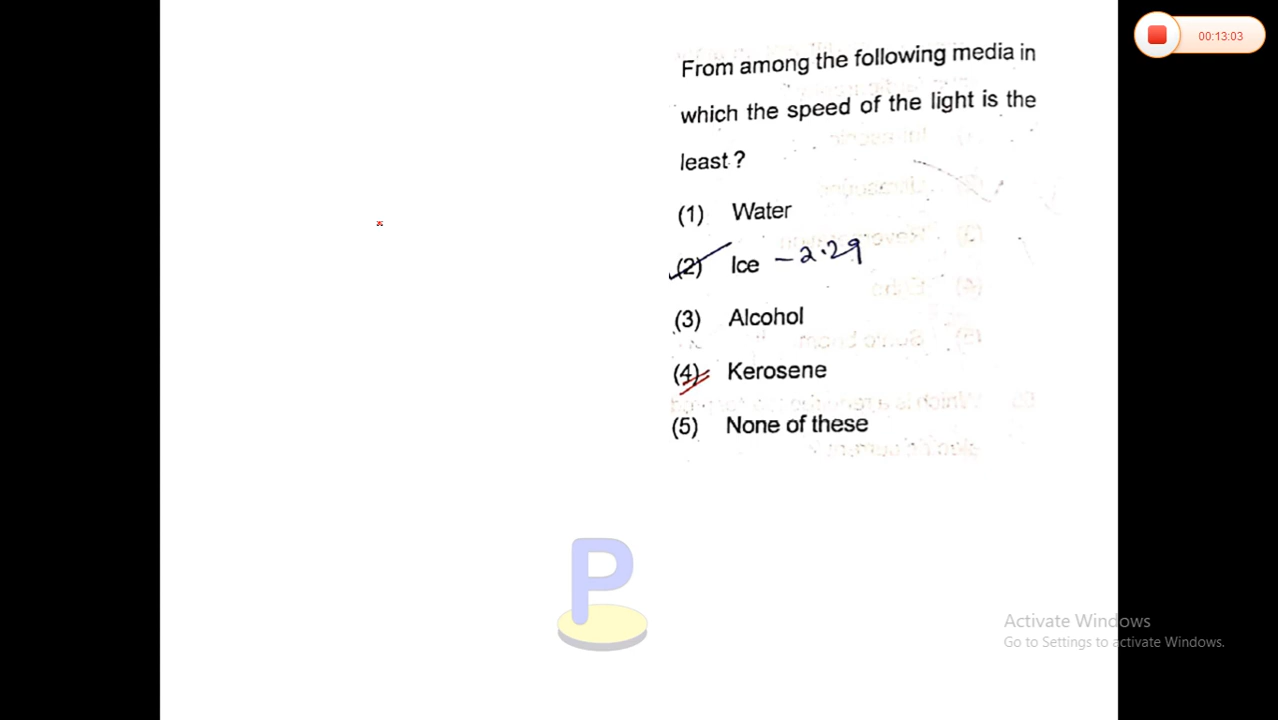 00:13:03
From among the following media in
which the speed of the light is the
least ?
(1) Water
(2) Ice – 2.29
(3) Alcohol
(4) Kerosene
(5) None of these
P
Activate Windows
Go to Settings to activate Windows.